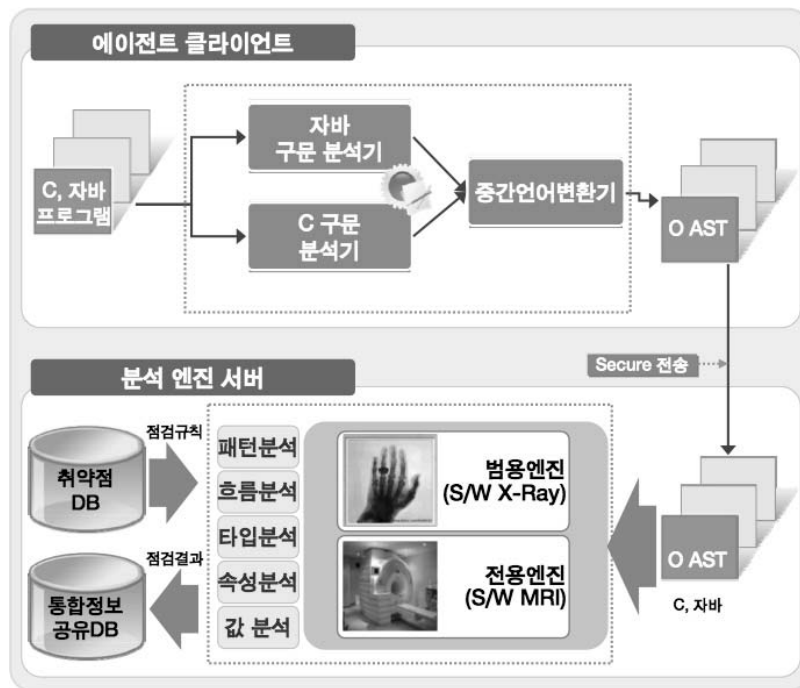 에이전트 클라이언트
C, 자바
프로그램
자바
구문 분석기
C 구문
분석기
중간언어변환기
O AST
Secure 전송
분석 엔진 서버
취약점
DB
점검규칙
통합정보
공유DB
점검결과
패턴분석
흐름분석
타입분석
속성분석
값 분석
범용엔진
(S/W X-Ray)
전용엔진
(S/W MRI)
O AST
C, 자바